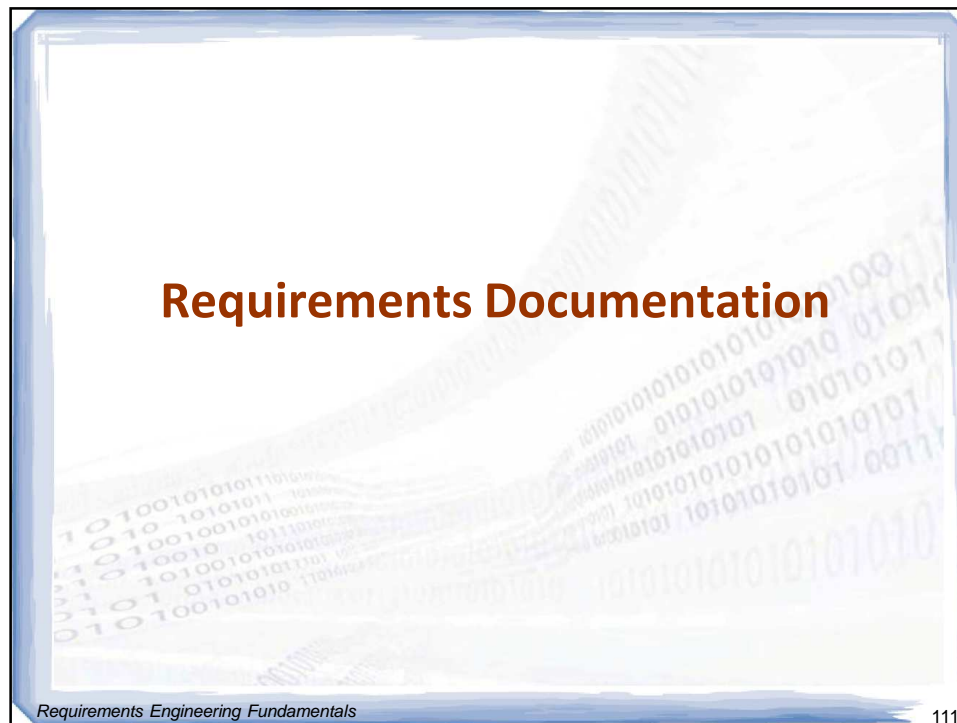 Requirements Documentation
Requirements Engineering Fundamentals
111